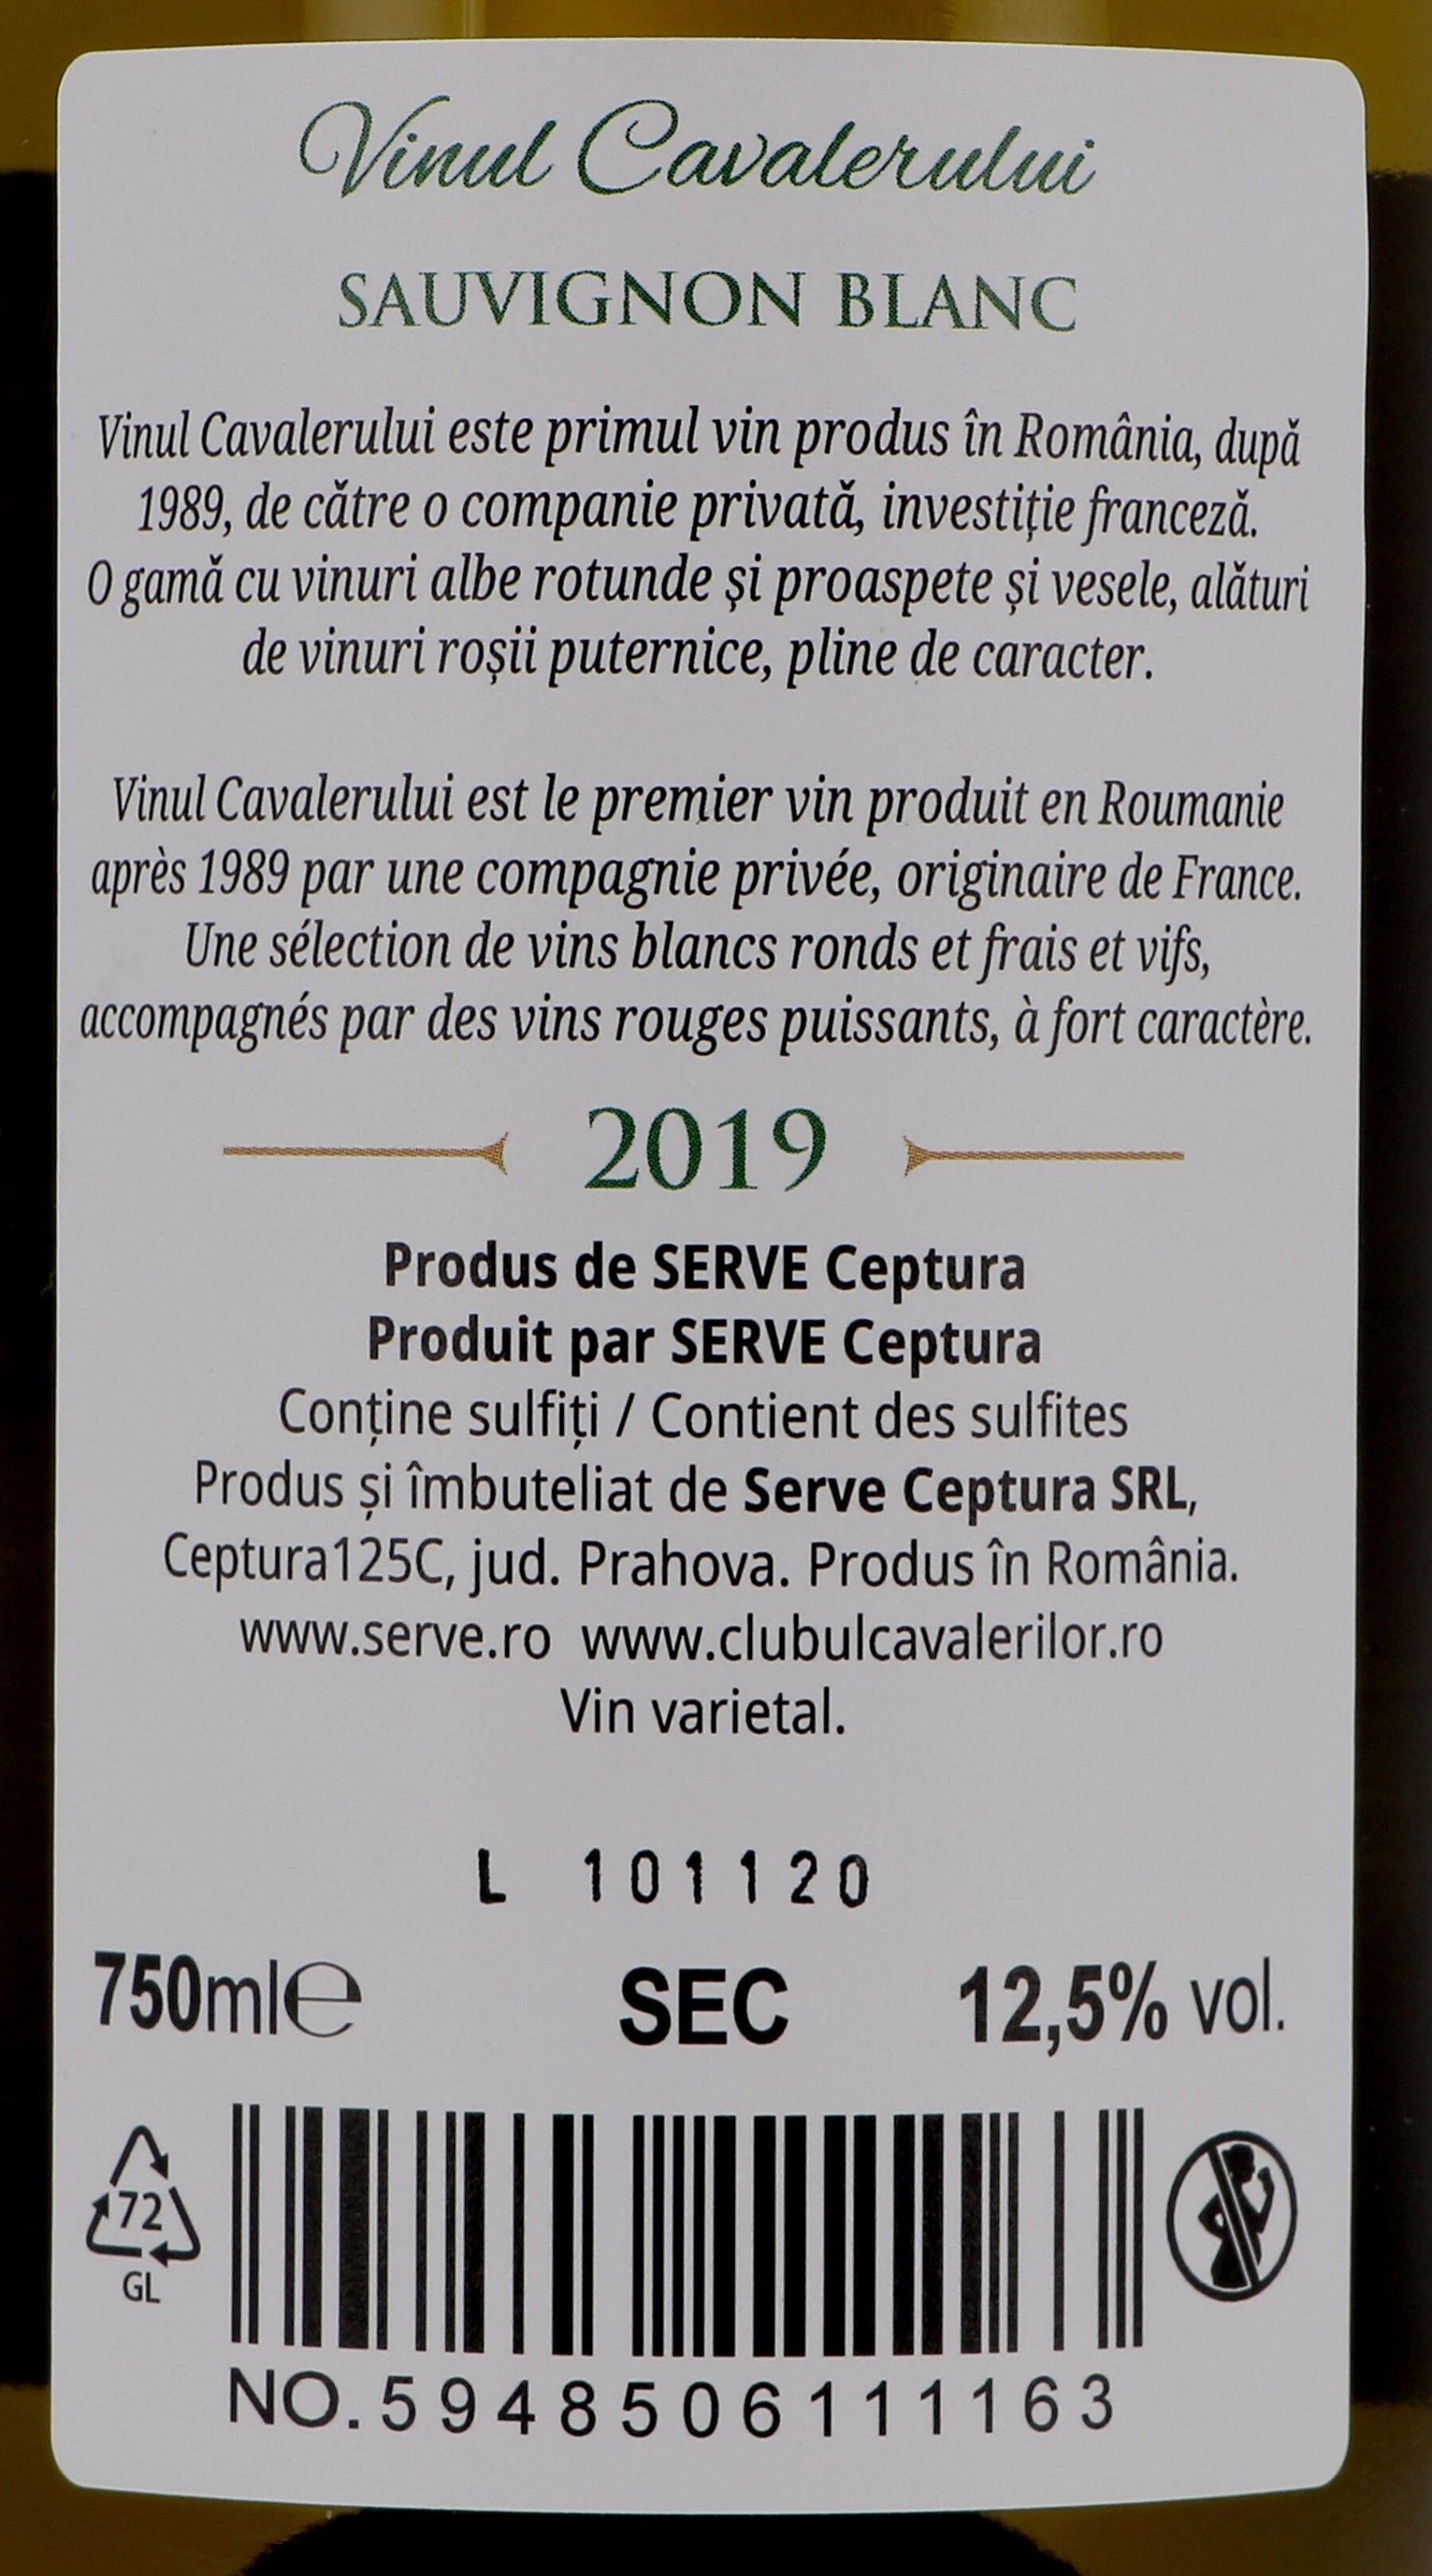 Vinul Cavalerului
SAUVIGNON BLANC
Vinul Cavalerului este primul vin produs în România, după
1989, de către o companie privată, investiție franceză.
O gamă cu vinuri albe rotunde și proaspete și vesele, alături
de vinuri roșii puternice, pline de caracter.
Vinul Cavalerului est le premier vin produit en Roumanie
après 1989 par une compagnie privée, originaire de France.
Une sélection de vins blancs ronds et frais et vifs,
accompagnés par des vins rouges puissants, à fort caractère.
2019
Produs de SERVE Ceptura
Produit par SERVE Ceptura
Conține sulfiți / Contient des sulfites
Produs și îmbuteliat de Serve Ceptura SRL,
Ceptura125C, jud. Prahova. Produs în România.
www.serve.ro www.clubulcavalerilor.ro
Vin varietal.
L 101120
750ml℮ SEC 12,5% vol.
72
GL
NO. 5948506111163